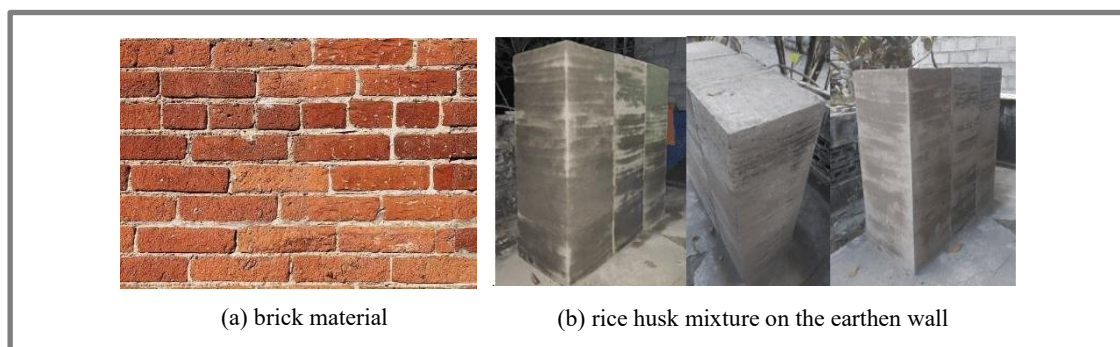 (a) brick material
(b) rice husk mixture on the earthen wall